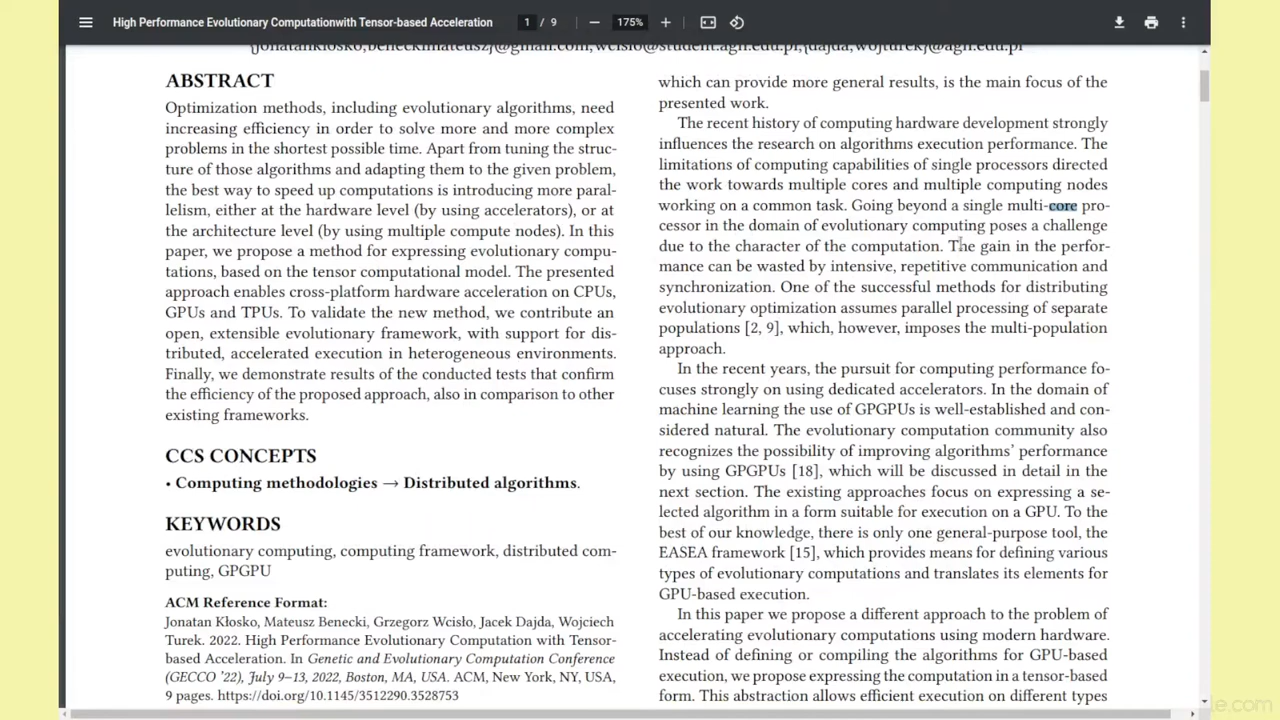 High Performance Evolutionary Computationwith Tensor-based Acceleration
1 / 9
175%
{jonatanklosko,beneckimateusz}@gmail.com,wcislo@student.agh.edu.pl,{dajda,wojturek}@agh.edu.pl
ABSTRACT
Optimization methods, including evolutionary algorithms, need
increasing efficiency in order to solve more and more complex
problems in the shortest possible time. Apart from tuning the struc-
ture of those algorithms and adapting them to the given problem,
the best way to speed up computations is introducing more paral-
lelism, either at the hardware level (by using accelerators), or at
the architecture level (by using multiple compute nodes). In this
paper, we propose a method for expressing evolutionary compu-
tations, based on the tensor computational model. The presented
approach enables cross-platform hardware acceleration on CPUs,
GPUs and TPUs. To validate the new method, we contribute an
open, extensible evolutionary framework, with support for dis-
tributed, accelerated execution in heterogeneous environments.
Finally, we demonstrate results of the conducted tests that confirm
the efficiency of the proposed approach, also in comparison to other
existing frameworks.
CCS CONCEPTS
• Computing methodologies → Distributed algorithms.
KEYWORDS
evolutionary computing, computing framework, distributed com-
puting, GPGPU
ACM Reference Format:
Jonatan Kłosko, Mateusz Benecki, Grzegorz Wcisło, Jacek Dajda, Wojciech
Turek. 2022. High Performance Evolutionary Computation with Tensor-
based Acceleration. In Genetic and Evolutionary Computation Conference
(GECCO '22), July 9–13, 2022, Boston, MA, USA. ACM, New York, NY, USA,
9 pages. https://doi.org/10.1145/3512290.3528753
which can provide more general results, is the main focus of the
presented work.
The recent history of computing hardware development strongly
influences the research on algorithms execution performance. The
limitations of computing capabilities of single processors directed
the work towards multiple cores and multiple computing nodes
working on a common task. Going beyond a single multi-core pro-
cessor in the domain of evolutionary computing poses a challenge
due to the character of the computation. The gain in the perfor-
mance can be wasted by intensive, repetitive communication and
synchronization. One of the successful methods for distributing
evolutionary optimization assumes parallel processing of separate
populations [2, 9], which, however, imposes the multi-population
approach.
In the recent years, the pursuit for computing performance fo-
cuses strongly on using dedicated accelerators. In the domain of
machine learning the use of GPGPUs is well-established and con-
sidered natural. The evolutionary computation community also
recognizes the possibility of improving algorithms' performance
by using GPGPUs [18], which will be discussed in detail in the
next section. The existing approaches focus on expressing a se-
lected algorithm in a form suitable for execution on a GPU. To the
best of our knowledge, there is only one general-purpose tool, the
EASEA framework [15], which provides means for defining various
types of evolutionary computations and translates its elements for
GPU-based execution.
In this paper we propose a different approach to the problem of
accelerating evolutionary computations using modern hardware.
Instead of defining or compiling the algorithms for GPU-based
execution, we propose expressing the computation in a tensor-based
form. This abstraction allows efficient execution on different types